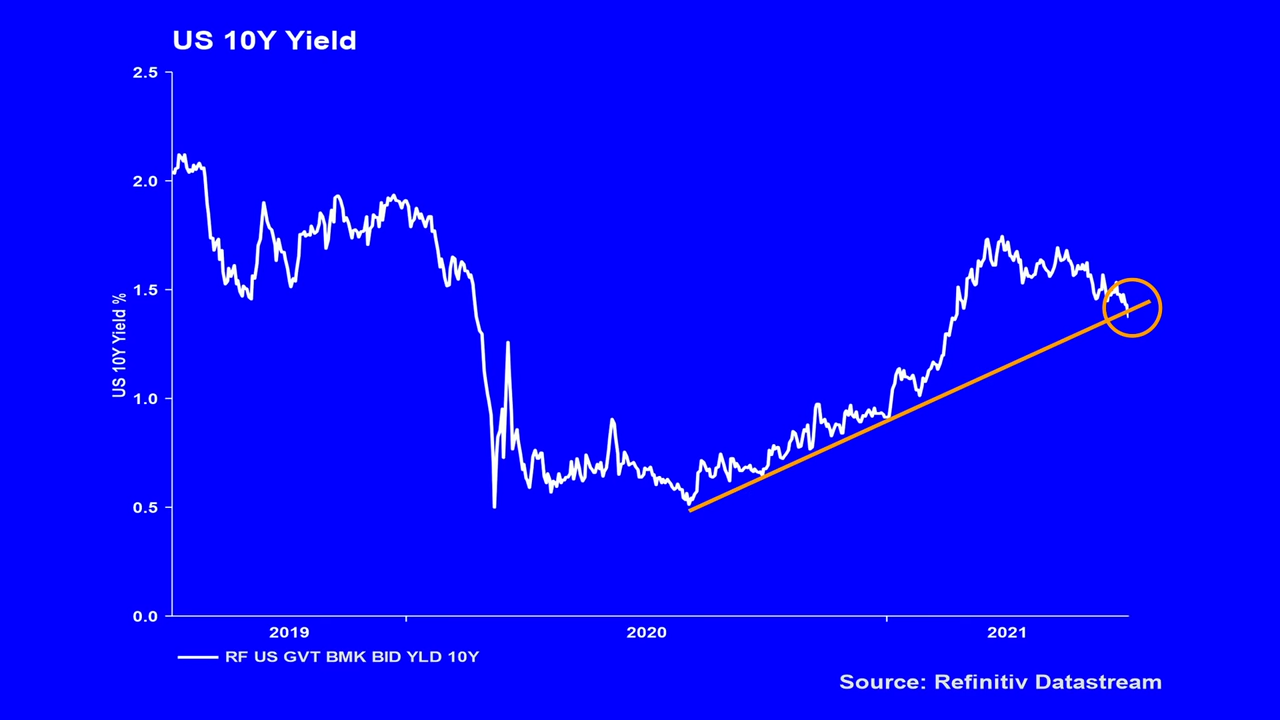 US 10Y Yield
2.5
2.0
1.5
1.0
0.5
0.0
US 10Y Yield %
2019
2020
2021
RF US GVT BMK BID YLD 10Y
Source: Refinitiv Datastream